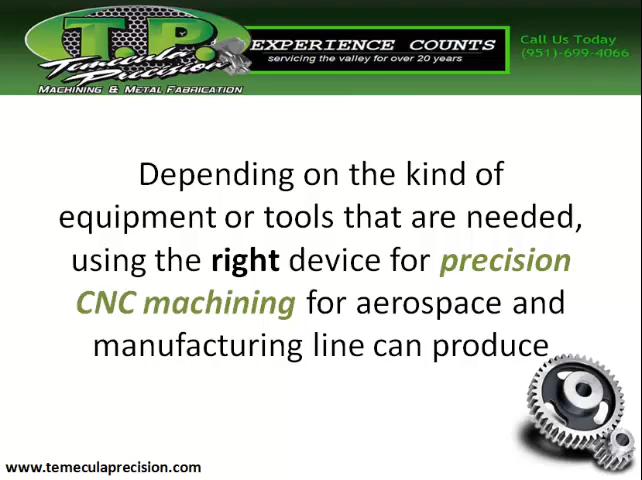 T.P.
Temecula
Precision
MACHINING & METAL FABRICATION
EXPERIENCE COUNTS
servicing the valley for over 20 years
Call Us Today
(951)-699-4066
Depending on the kind of
equipment or tools that are needed,
using the right device for precision
CNC machining for aerospace and
manufacturing line can produce
www.temeculaprecision.com